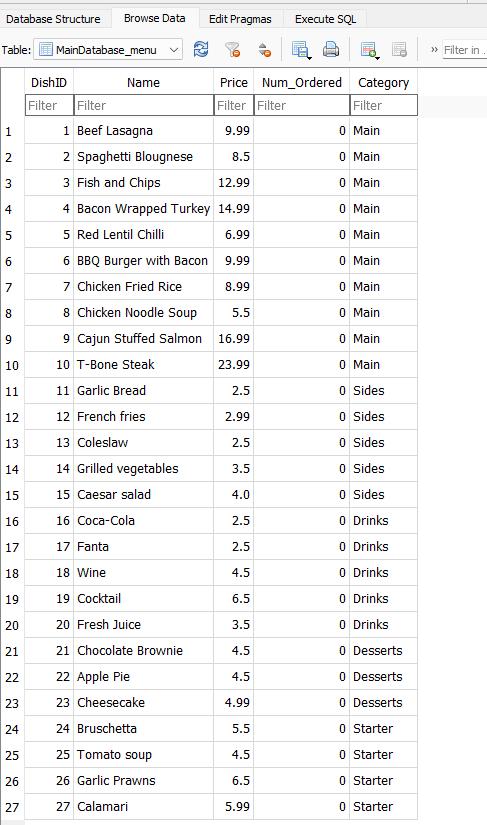 Database Structure Browse Data Edit Pragmas Execute SQL
Table: MainDatabase_menu » Filter in ..
DishID Name Price Num_Ordered Category
Filter Filter Filter Filter Filter
1 1 Beef Lasagna 9.99 0 Main
2 2 Spaghetti Blougnese 8.5 0 Main
3 3 Fish and Chips 12.99 0 Main
4 4 Bacon Wrapped Turkey 14.99 0 Main
5 5 Red Lentil Chilli 6.99 0 Main
6 6 BBQ Burger with Bacon 9.99 0 Main
7 7 Chicken Fried Rice 8.99 0 Main
8 8 Chicken Noodle Soup 5.5 0 Main
9 9 Cajun Stuffed Salmon 16.99 0 Main
10 10 T-Bone Steak 23.99 0 Main
11 11 Garlic Bread 2.5 0 Sides
12 12 French fries 2.99 0 Sides
13 13 Coleslaw 2.5 0 Sides
14 14 Grilled vegetables 3.5 0 Sides
15 15 Caesar salad 4.0 0 Sides
16 16 Coca-Cola 2.5 0 Drinks
17 17 Fanta 2.5 0 Drinks
18 18 Wine 4.5 0 Drinks
19 19 Cocktail 6.5 0 Drinks
20 20 Fresh Juice 3.5 0 Drinks
21 21 Chocolate Brownie 4.5 0 Desserts
22 22 Apple Pie 4.5 0 Desserts
23 23 Cheesecake 4.99 0 Desserts
24 24 Bruschetta 5.5 0 Starter
25 25 Tomato soup 4.5 0 Starter
26 26 Garlic Prawns 6.5 0 Starter
27 27 Calamari 5.99 0 Starter